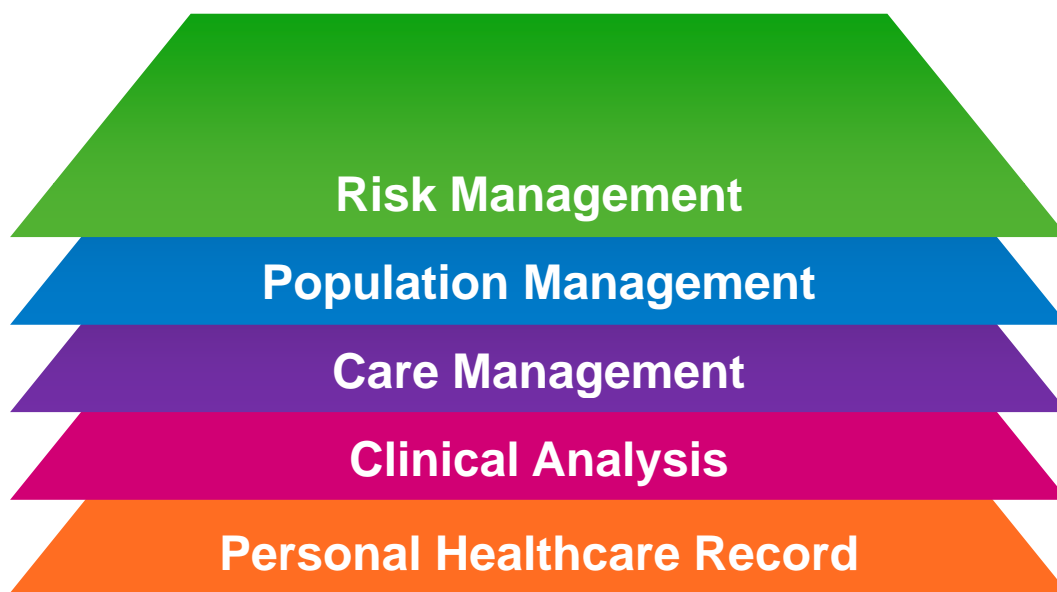 Risk Management
Population Management
Care Management
Clinical Analysis
Personal Healthcare Record